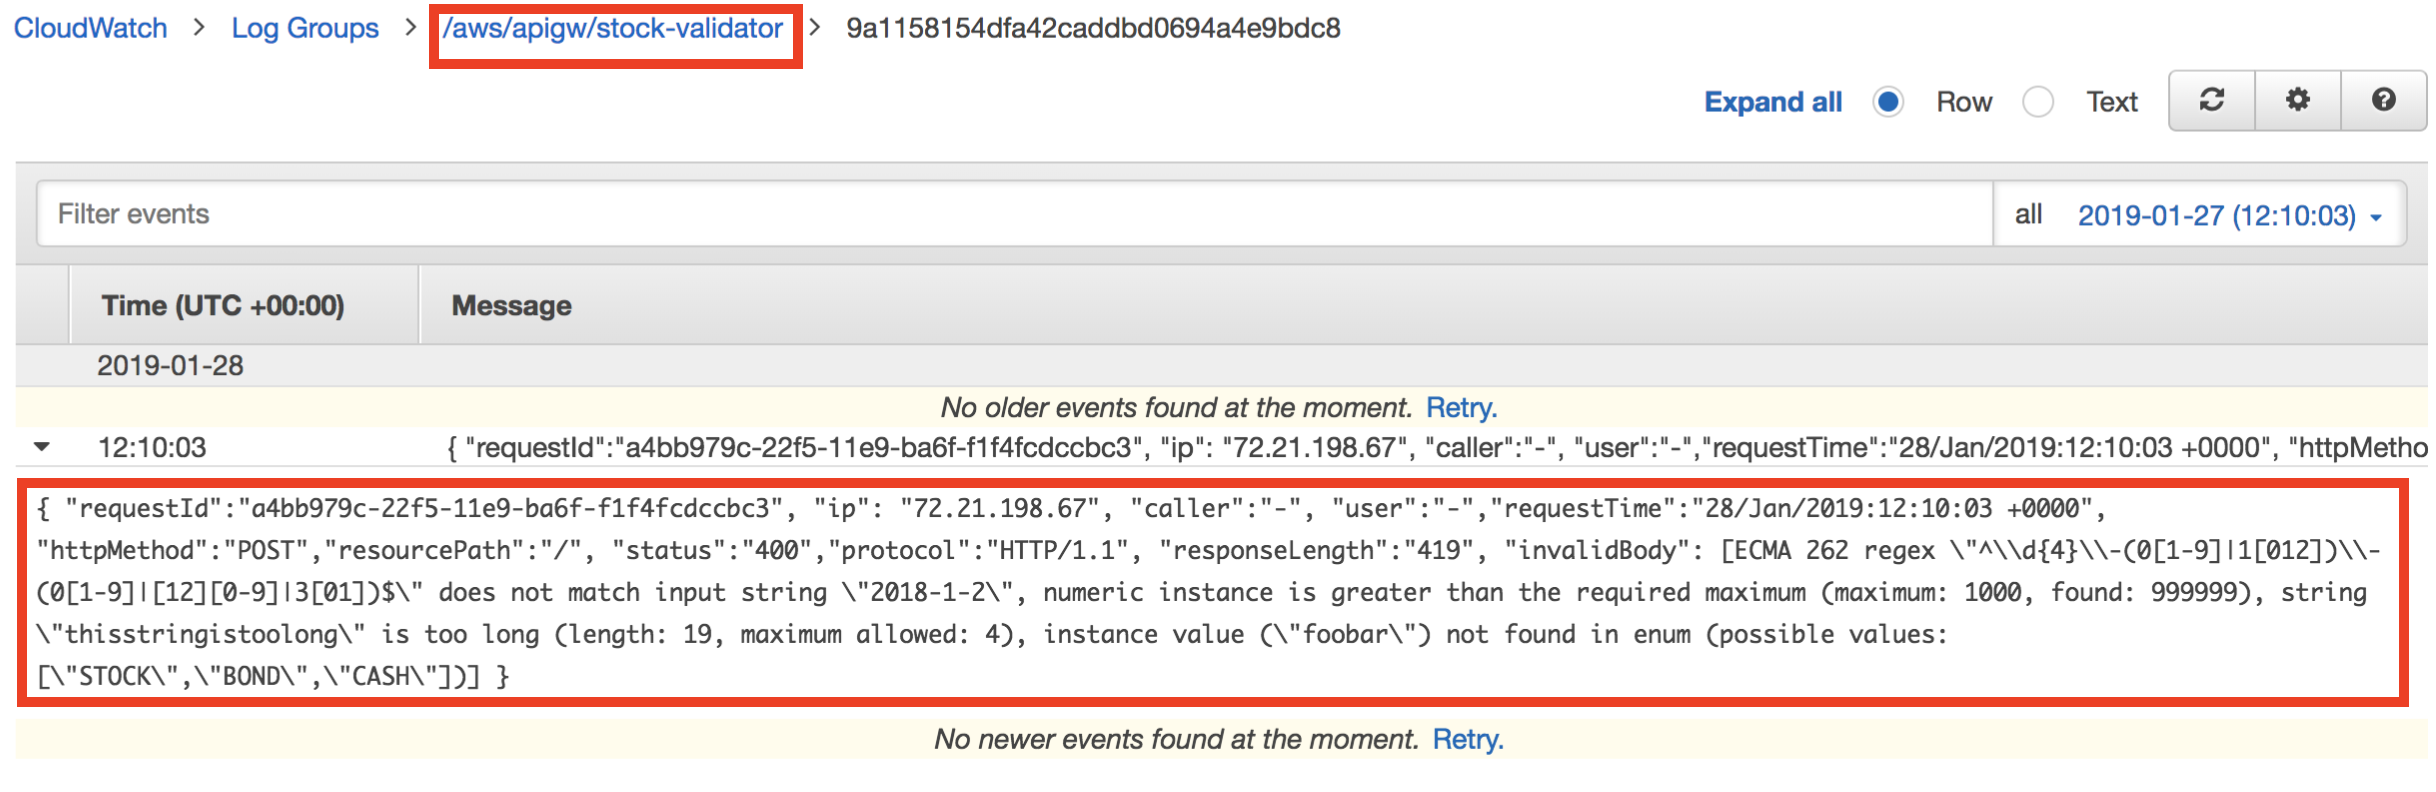 CloudWatch > Log Groups > /aws/apigw/stock-validator > 9a1158154dfa42caddbd0694a4e9bdc8
Expand all Row Text
Filter events all 2019-01-27 (12:10:03)
Time (UTC +00:00) Message
2019-01-28
No older events found at the moment. Retry.
12:10:03 { "requestId":"a4bb979c-22f5-11e9-ba6f-f1f4fcdccbc3", "ip": "72.21.198.67", "caller":"-", "user":"-","requestTime":"28/Jan/2019:12:10:03 +0000", "httpMetho
{ "requestId":"a4bb979c-22f5-11e9-ba6f-f1f4fcdccbc3", "ip": "72.21.198.67", "caller":"-", "user":"-","requestTime":"28/Jan/2019:12:10:03 +0000",
"httpMethod":"POST","resourcePath":"/", "status":"400","protocol":"HTTP/1.1", "responseLength":"419", "invalidBody": [ECMA 262 regex \"^\\d{4}\\-(0[1-9]|1[012])\\-
(0[1-9]|[12][0-9]|3[01])$\" does not match input string \"2018-1-2\", numeric instance is greater than the required maximum (maximum: 1000, found: 999999), string
\"thisstringistoolong\" is too long (length: 19, maximum allowed: 4), instance value (\"foobar\") not found in enum (possible values:
[\"STOCK\",\"BOND\",\"CASH\"])] }
No newer events found at the moment. Retry.